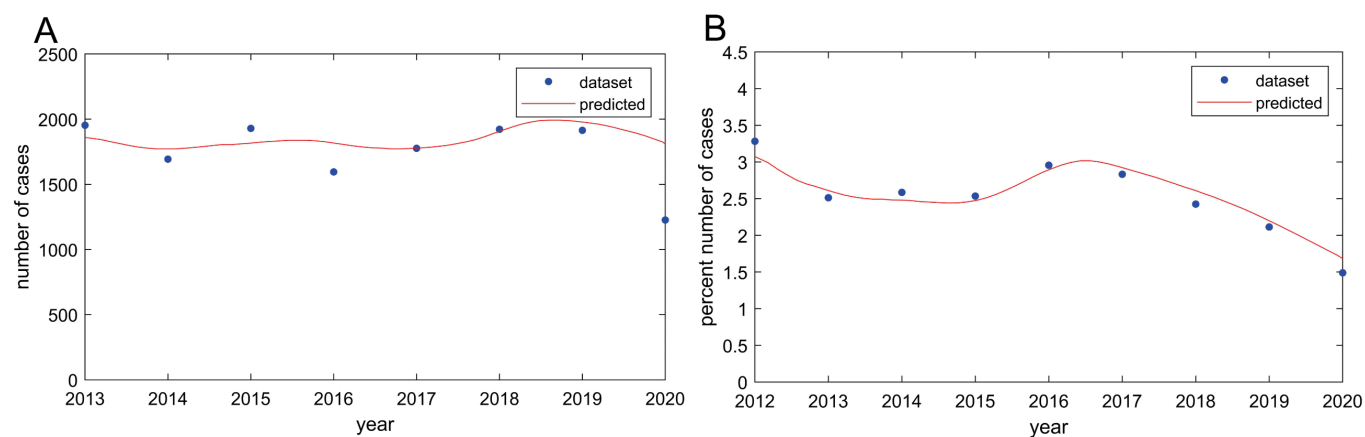 A
number of cases
2500
2000
1500
1000
500
0
dataset
predicted
2013 2014 2015 2016 2017 2018 2019 2020
year
B
percent number of cases
4.5
4
3.5
3
2.5
2
1.5
1
0.5
0
dataset
predicted
2012 2013 2014 2015 2016 2017 2018 2019 2020
year